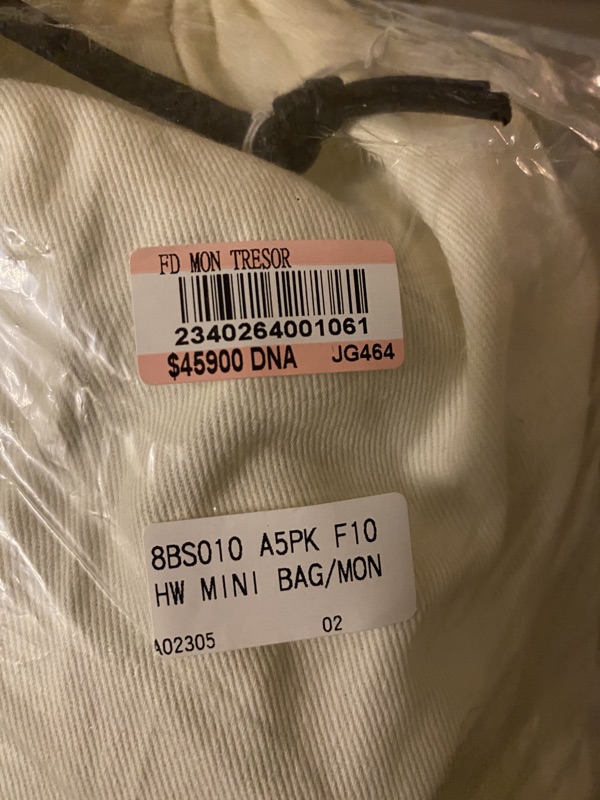 FD MON TRESOR
2340264001061
$45900 DNA JG464
8BS010 A5PK F10
HW MINI BAG/MON
A02305 02